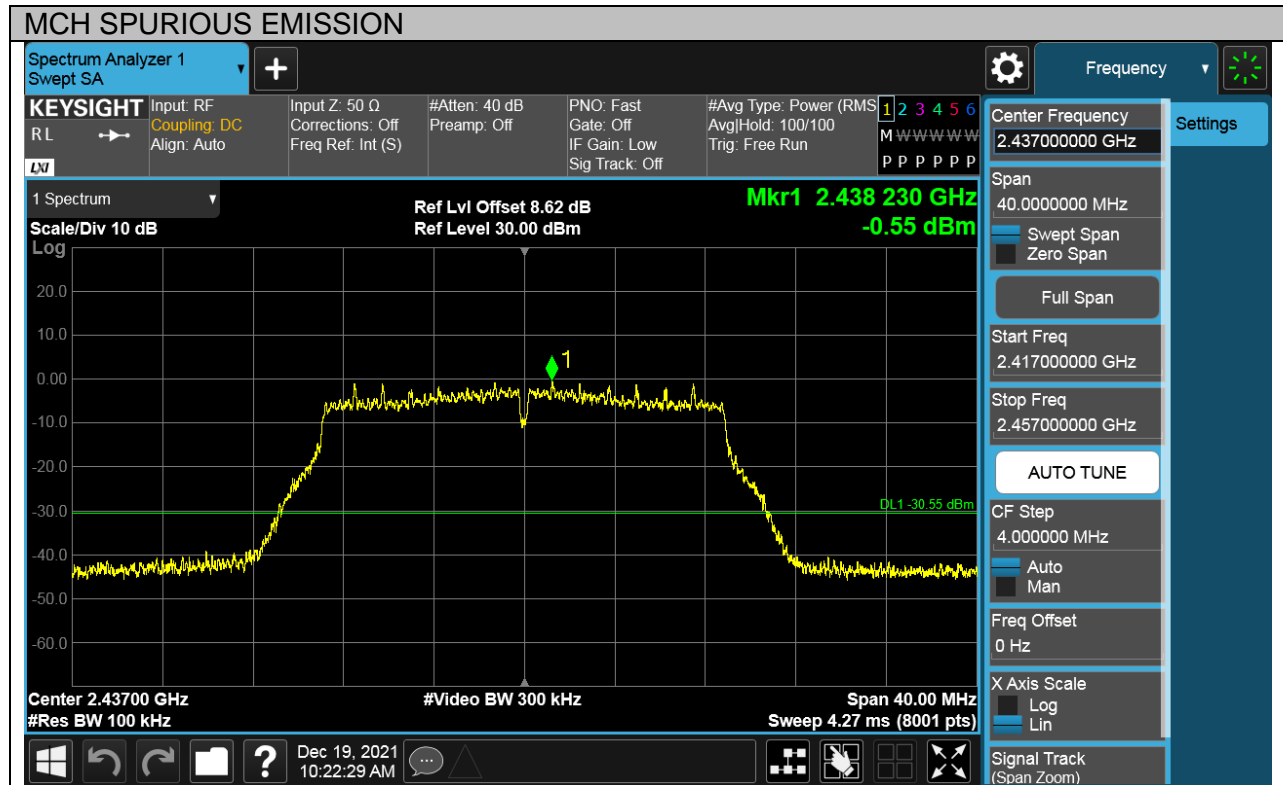 MCH SPURIOUS EMISSION
Spectrum Analyzer 1
Swept SA
+
Frequency
KEYSIGHT
R L
LXI
Input: RF
Coupling: DC
Align: Auto
Input Z: 50 Ω
Corrections: Off
Freq Ref: Int (S)
#Atten: 40 dB
Preamp: Off
PNO: Fast
Gate: Off
IF Gain: Low
Sig Track: Off
#Avg Type: Power (RMS
Avg|Hold: 100/100
Trig: Free Run
1 2 3 4 5 6
M W W W W W
P P P P P P
1 Spectrum
Scale/Div 10 dB
Ref Lvl Offset 8.62 dB
Ref Level 30.00 dBm
Mkr1 2.438 230 GHz
-0.55 dBm
Log
20.0
10.0
0.00
-10.0
-20.0
-30.0
-40.0
-50.0
-60.0
1
DL1 -30.55 dBm
Center 2.43700 GHz
#Res BW 100 kHz
#Video BW 300 kHz
Span 40.00 MHz
Sweep 4.27 ms (8001 pts)
?
Dec 19, 2021
10:22:29 AM
Center Frequency
2.437000000 GHz
Span
40.0000000 MHz
Swept Span
Zero Span
Full Span
Start Freq
2.417000000 GHz
Stop Freq
2.457000000 GHz
AUTO TUNE
CF Step
4.000000 MHz
Auto
Man
Freq Offset
0 Hz
X Axis Scale
Log
Lin
Signal Track
(Span Zoom)
Settings